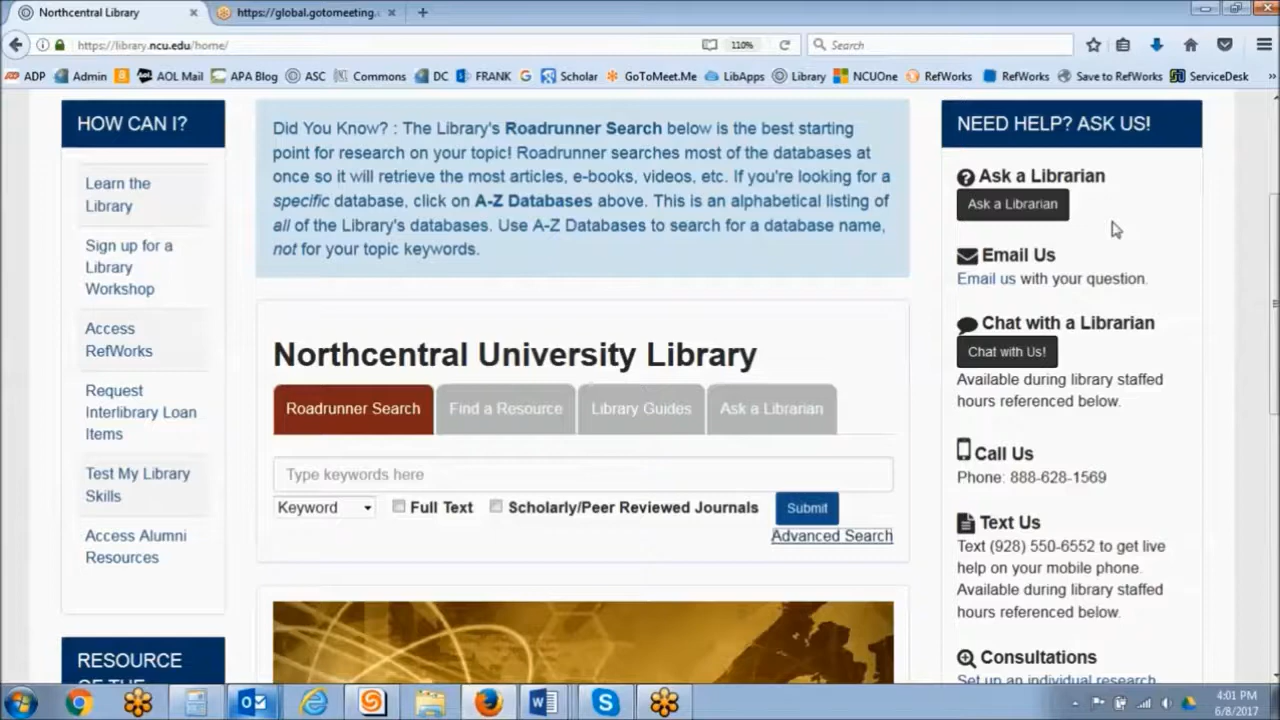 Northcentral Library
https://global.gotomeeting.
https://library.ncu.edu/home/
110%
Search
ADP
Admin
AOL Mail
APA Blog
ASC
Commons
DC
FRANK
Scholar
GoToMeet.Me
LibApps
Library
NCUOne
RefWorks
RefWorks
Save to RefWorks
ServiceDesk
HOW CAN I?
Learn the
Library
Sign up for a
Library
Workshop
Access
RefWorks
Request
Interlibrary Loan
Items
Test My Library
Skills
Access Alumni
Resources
RESOURCE
OF THE
Did You Know? : The Library's Roadrunner Search below is the best starting
point for research on your topic! Roadrunner searches most of the databases at
once so it will retrieve the most articles, e-books, videos, etc. If you're looking for a
specific database, click on A-Z Databases above. This is an alphabetical listing of
all of the Library's databases. Use A-Z Databases to search for a database name,
not for your topic keywords.
Northcentral University Library
Roadrunner Search
Find a Resource
Library Guides
Ask a Librarian
Type keywords here
Keyword
Full Text
Scholarly/Peer Reviewed Journals
Submit
Advanced Search
NEED HELP? ASK US!
Ask a Librarian
Ask a Librarian
Email Us
Email us with your question.
Chat with a Librarian
Chat with Us!
Available during library staffed
hours referenced below.
Call Us
Phone: 888-628-1569
Text Us
Text (928) 550-6552 to get live
help on your mobile phone.
Available during library staffed
hours referenced below.
Consultations
Set up an individual research
4:01 PM
6/8/2017